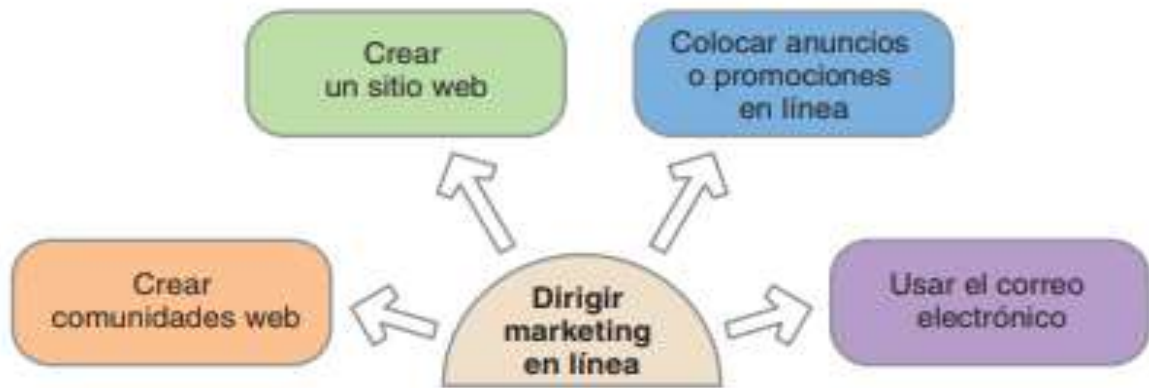 Crear
un sitio web
Colocar anuncios
o promociones
en línea
Crear
comunidades web
Dirigir
marketing
en línea
Usar el correo
electrónico